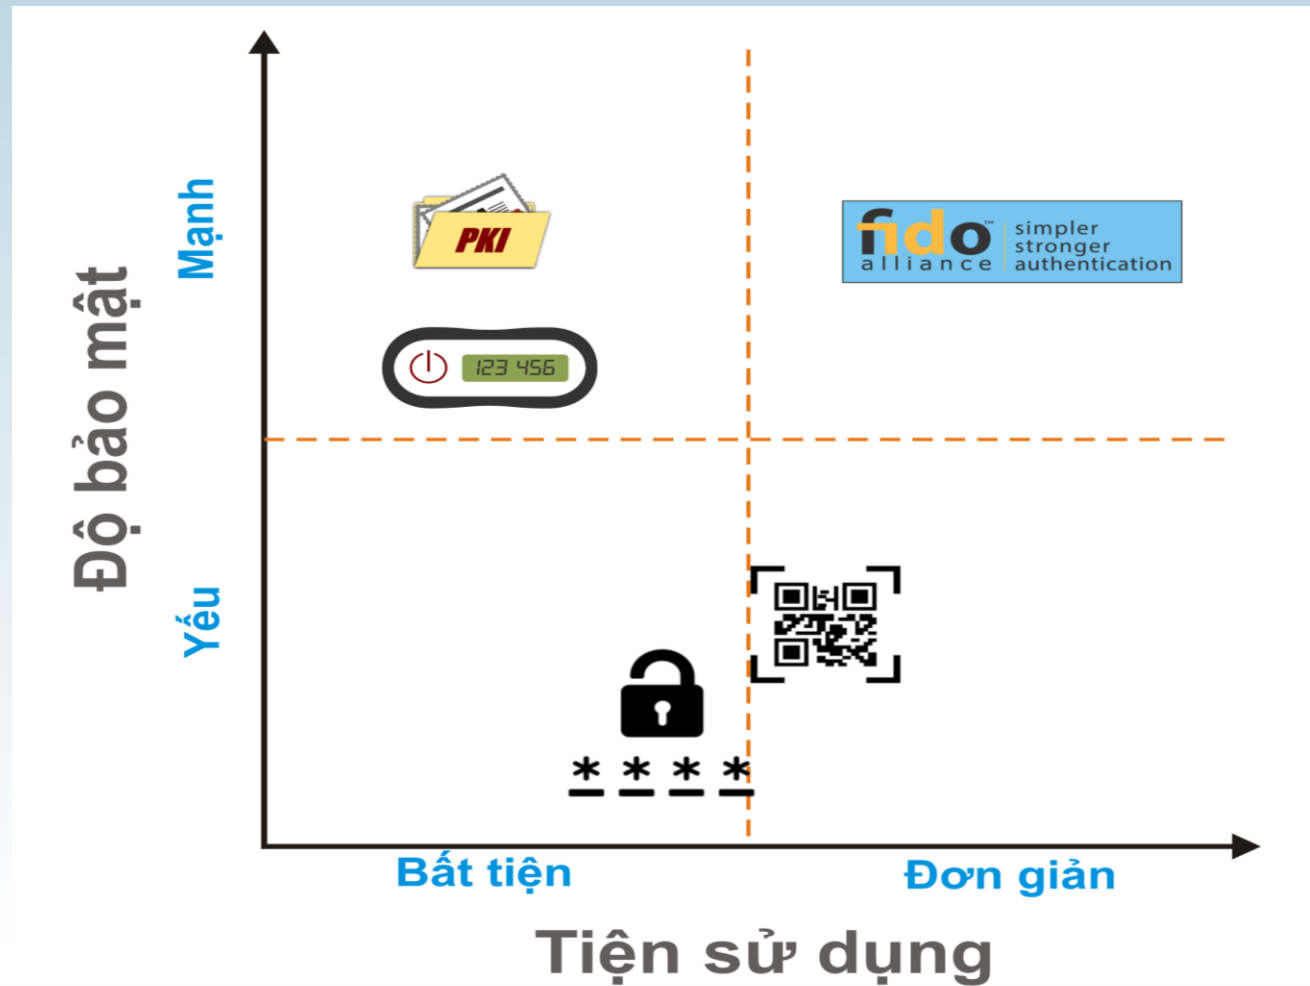 Độ bảo mật
Mạnh
Yếu
PKI
123 456
fido™
alliance
simpler
stronger
authentication
* * * *
Bất tiện
Đơn giản
Tiện sử dụng